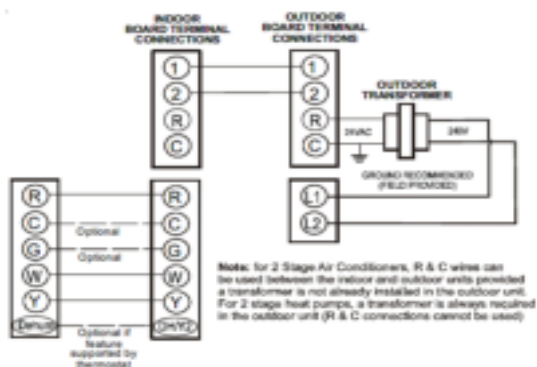 INDOOR
BOARD TERMINAL
CONNECTIONS
OUTDOOR
BOARD TERMINAL
CONNECTIONS
1
2
R
C
1
2
R
C
OUTDOOR
TRANSFORMER
24VAC
240V
GROUND RECOMMENDED
(FIELD PROVIDED)
L1
L2
R
C
G
W
Y
Dehum
Optional
Optional
Optional if
feature
supported by
thermostat
R
C
G
W
Y
DH/Y2
Note: for 2 Stage Air Conditioners, R & C wires can
be used between the indoor and outdoor units provided
a transformer is not already installed in the outdoor unit.
For 2 stage heat pumps, a transformer is always required
in the outdoor unit (R & C connections cannot be used)